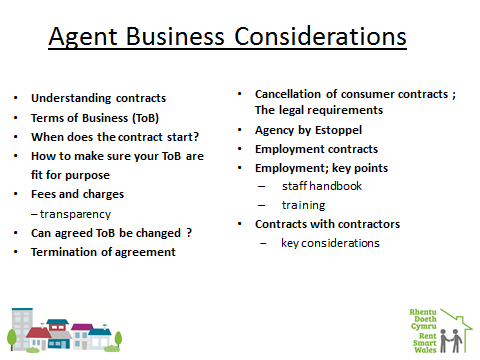 Agent Business Considerations
• Understanding contracts
• Terms of Business (ToB)
• When does the contract start?
• How to make sure your ToB are
fit for purpose
• Fees and charges
– transparency
• Can agreed ToB be changed ?
• Termination of agreement
• Cancellation of consumer contracts ;
The legal requirements
• Agency by Estoppel
• Employment contracts
• Employment; key points
– staff handbook
– training
• Contracts with contractors
– key considerations
Rhentu
Doeth
Cymru
Rent
Smart
Wales